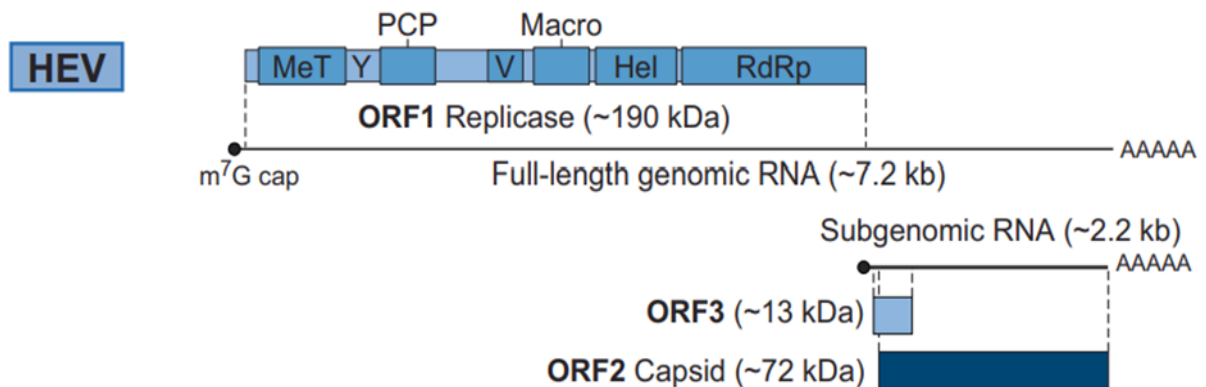 PCP Macro
HEV MeT Y V Hel RdRp
ORF1 Replicase (~190 kDa)
AAAAA
m⁷G cap Full-length genomic RNA (~7.2 kb)
Subgenomic RNA (~2.2 kb)
AAAAA
ORF3 (~13 kDa)
ORF2 Capsid (~72 kDa)